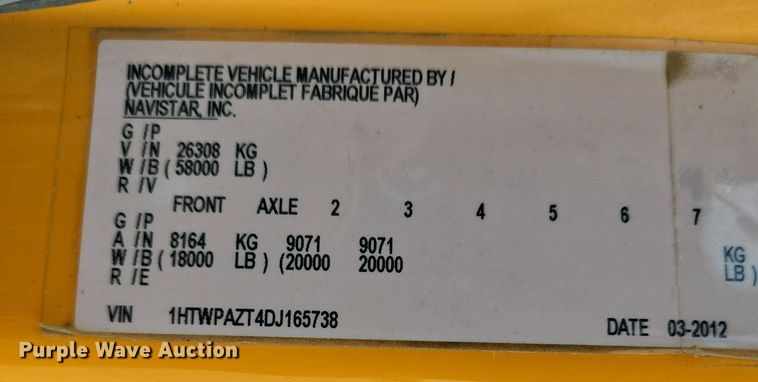 INCOMPLETE VEHICLE MANUFACTURED BY /
(VEHICULE INCOMPLET FABRIQUE PAR)
NAVISTAR, INC.
G /P
V /N 26308 KG
W /B ( 58000 LB )
R /V
FRONT AXLE 2 3 4 5 6 7
G /P
A /N 8164 KG 9071 9071 KG
W /B ( 18000 LB ) (20000 20000 LB )
R /E
VIN 1HTWPAZT4DJ165738 DATE 03-2012
Purple Wave Auction